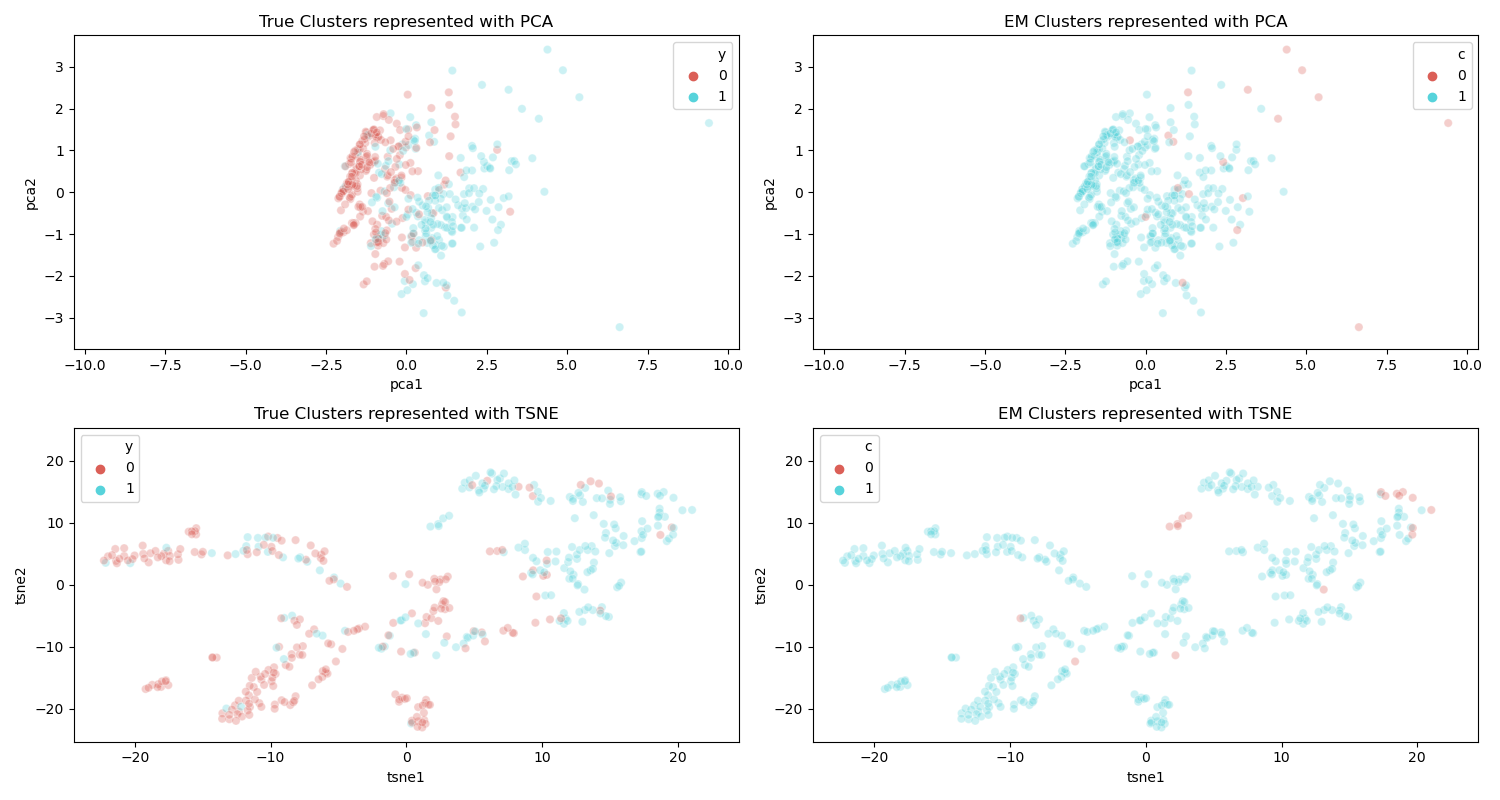 True Clusters represented with PCA
3
2
1
0
−1
−2
−3
pca2
y
0
1
−10.0 −7.5 −5.0 −2.5 0.0 2.5 5.0 7.5 10.0
pca1
EM Clusters represented with PCA
3
2
1
0
−1
−2
−3
pca2
c
0
1
−10.0 −7.5 −5.0 −2.5 0.0 2.5 5.0 7.5 10.0
pca1
True Clusters represented with TSNE
20
10
0
−10
−20
tsne2
y
0
1
−20 −10 0 10 20
tsne1
EM Clusters represented with TSNE
20
10
0
−10
−20
tsne2
c
0
1
−20 −10 0 10 20
tsne1